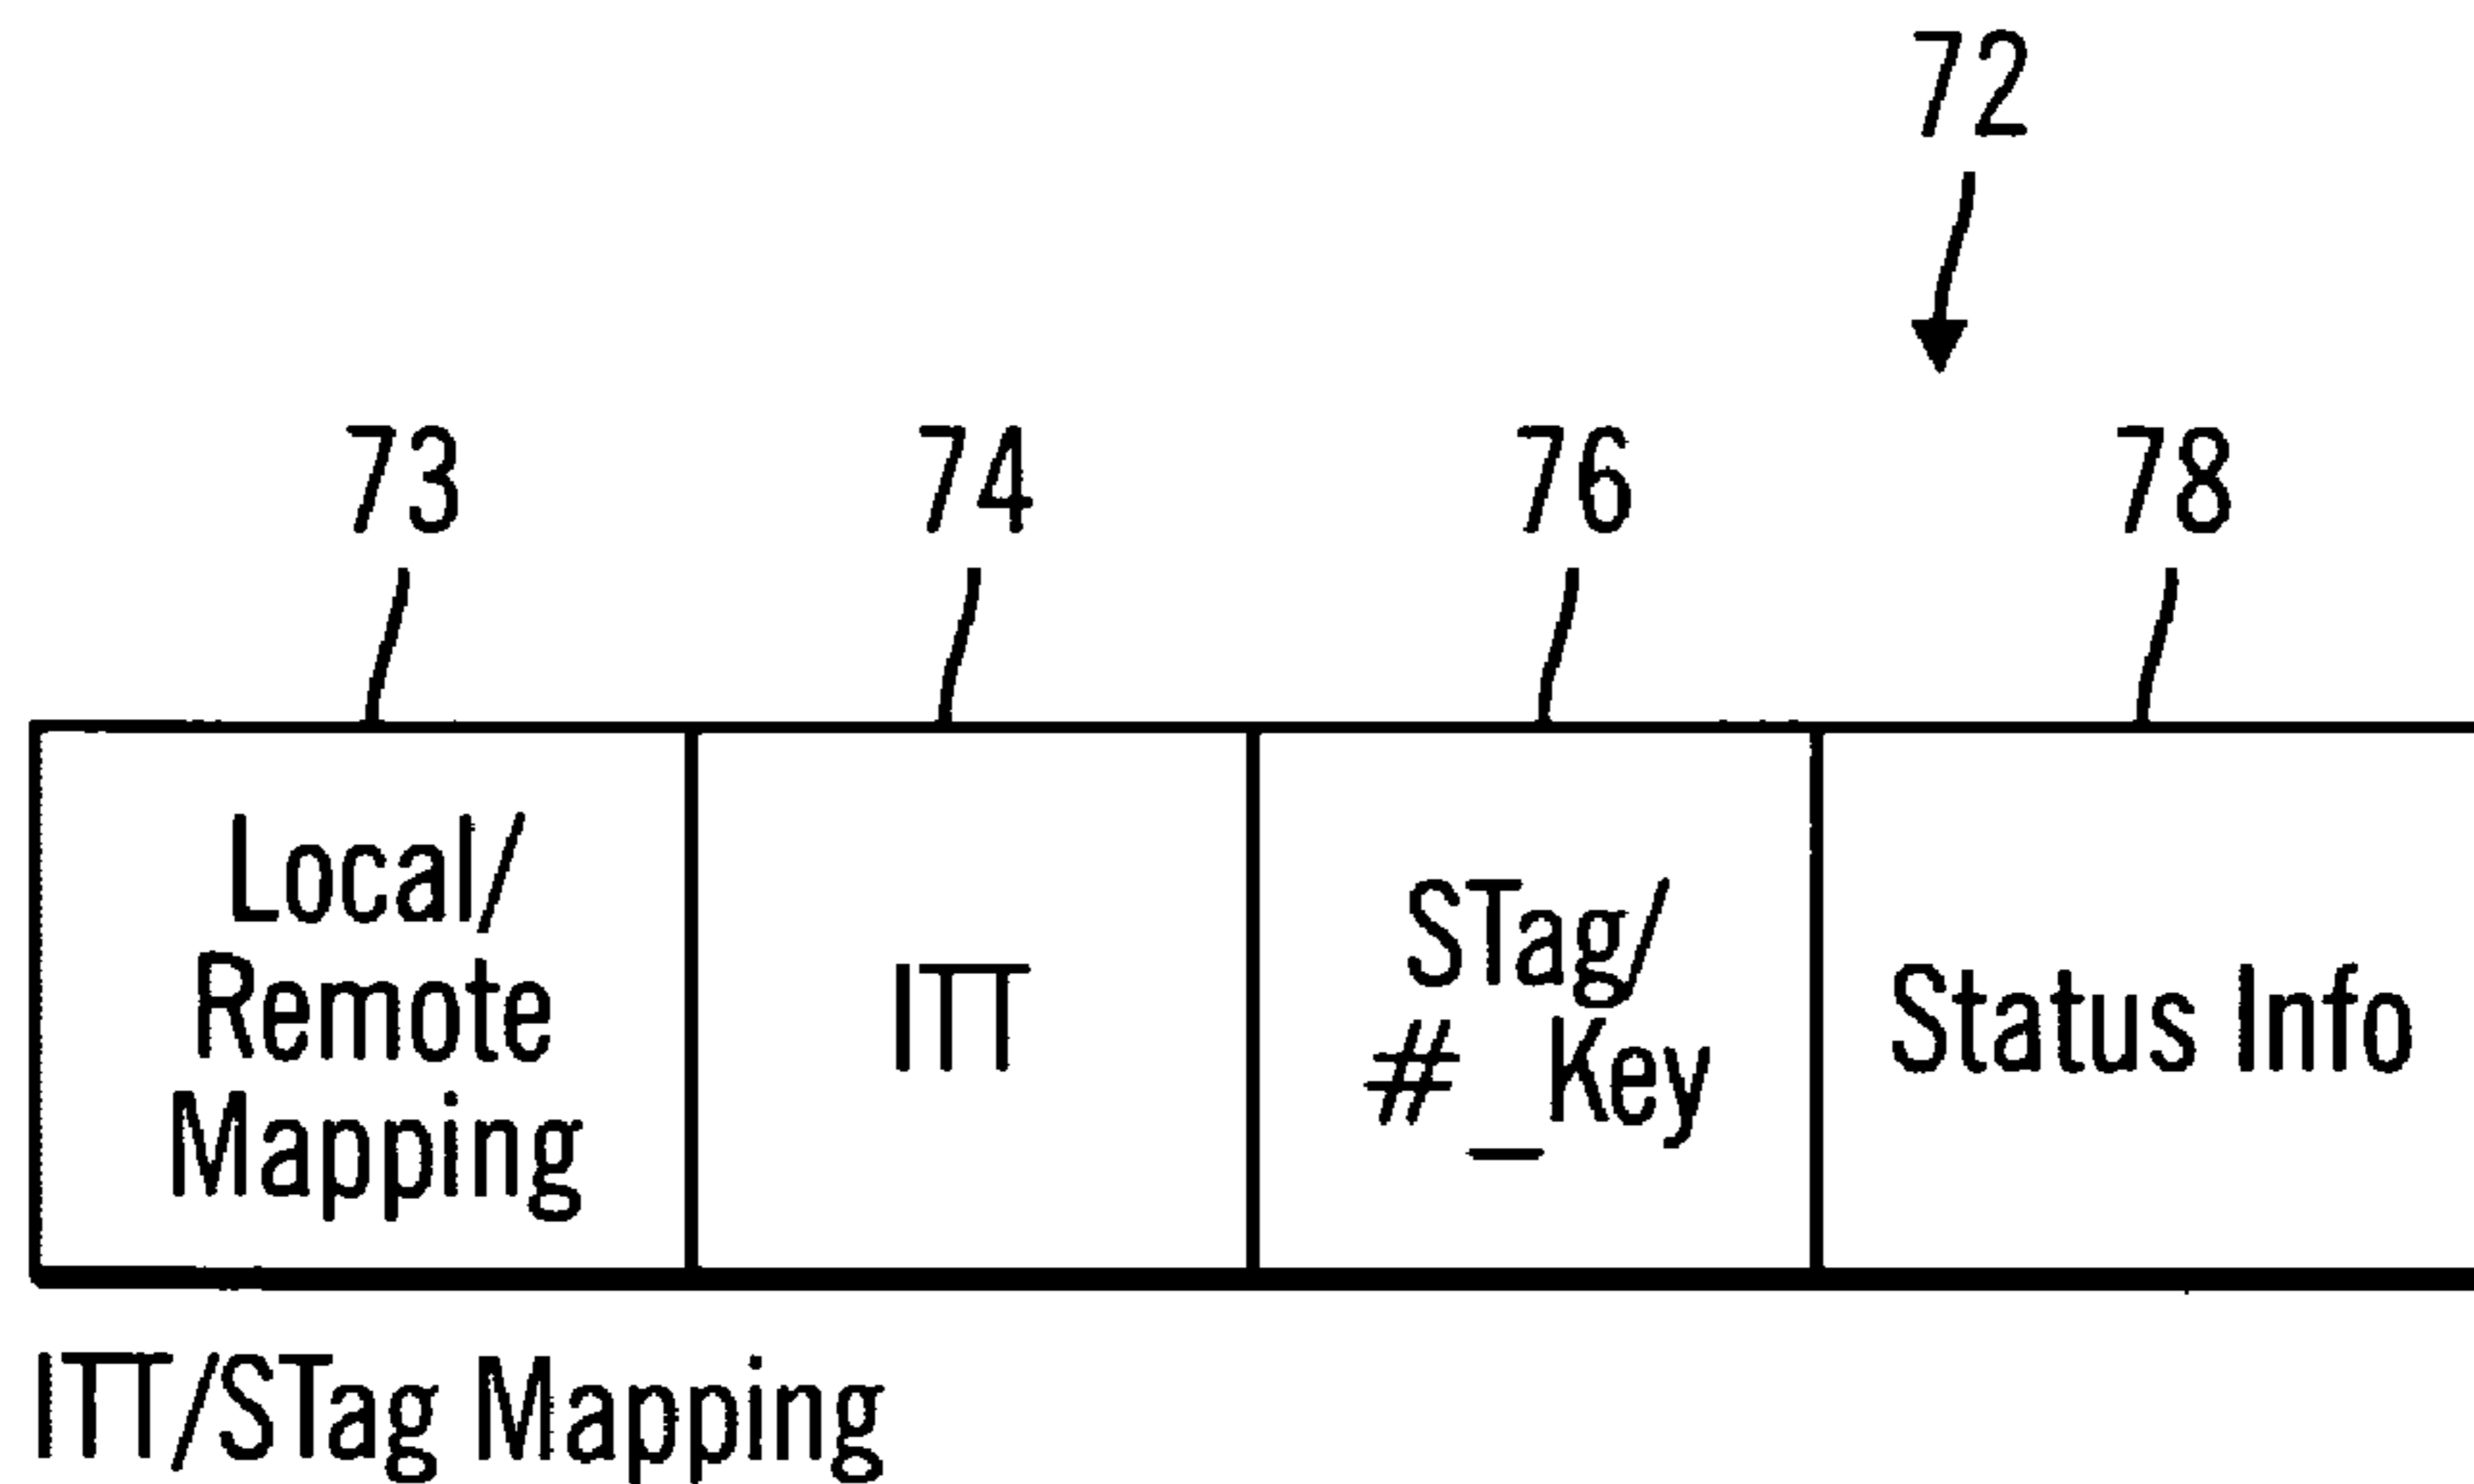 72
73 74 76 78
Local/
Remote
Mapping
ITT
STag/
#_Key
Status Info
ITT/STag Mapping